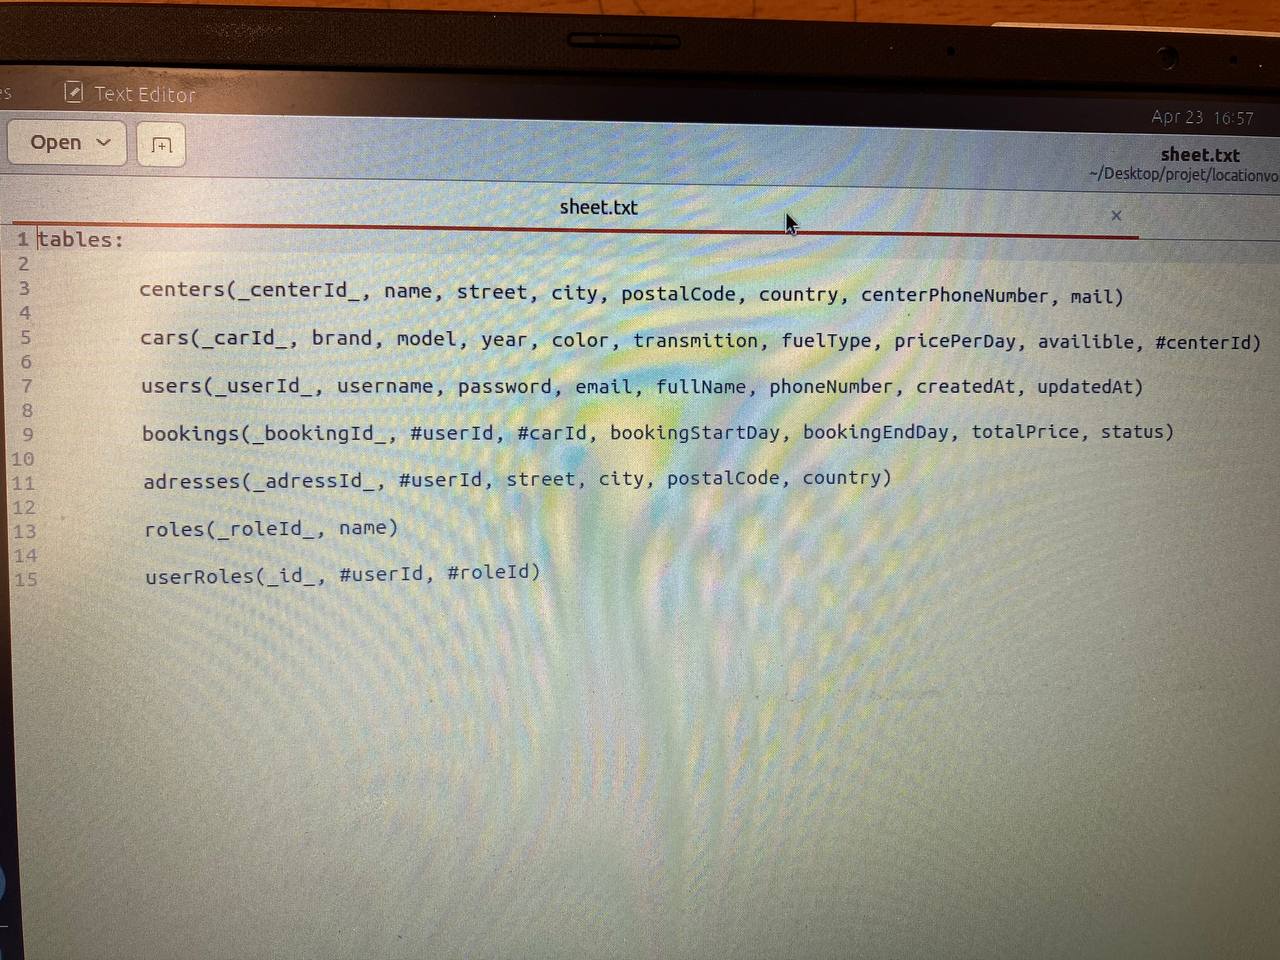 es
Text Editor
Apr 23 16:57
Open
sheet.txt
~/Desktop/projet/locationvo
sheet.txt
1 tables:
2
3 centers(_centerId_, name, street, city, postalCode, country, centerPhoneNumber, mail)
4
5 cars(_carId_, brand, model, year, color, transmition, fuelType, pricePerDay, availible, #centerId)
6
7 users(_userId_, username, password, email, fullName, phoneNumber, createdAt, updatedAt)
8
9 bookings(_bookingId_, #userId, #carId, bookingStartDay, bookingEndDay, totalPrice, status)
10
11 adresses(_adressId_, #userId, street, city, postalCode, country)
12
13 roles(_roleId_, name)
14
15 userRoles(_id_, #userId, #roleId)